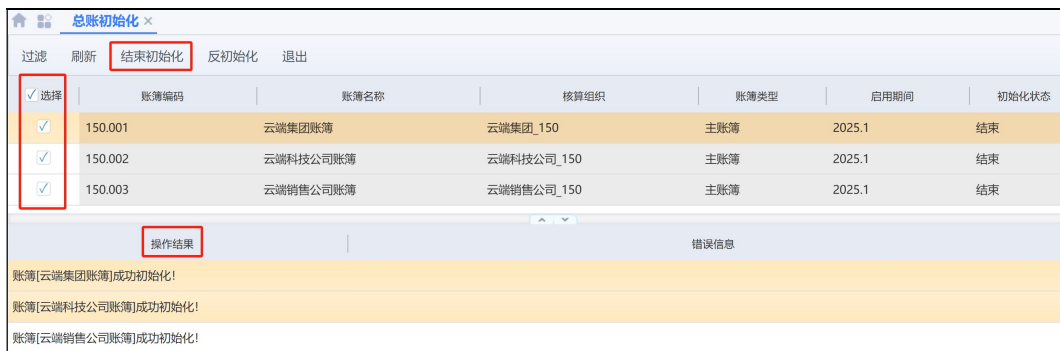 总账初始化 ×
过滤 刷新 结束初始化 反初始化 退出
选择 账簿编码 账簿名称 核算组织 账簿类型 启用期间 初始化状态
150.001 云端集团账簿 云端集团_150 主账簿 2025.1 结束
150.002 云端科技公司账簿 云端科技公司_150 主账簿 2025.1 结束
150.003 云端销售公司账簿 云端销售公司_150 主账簿 2025.1 结束
操作结果 错误信息
账簿[云端集团账簿]成功初始化!
账簿[云端科技公司账簿]成功初始化!
账簿[云端销售公司账簿]成功初始化!